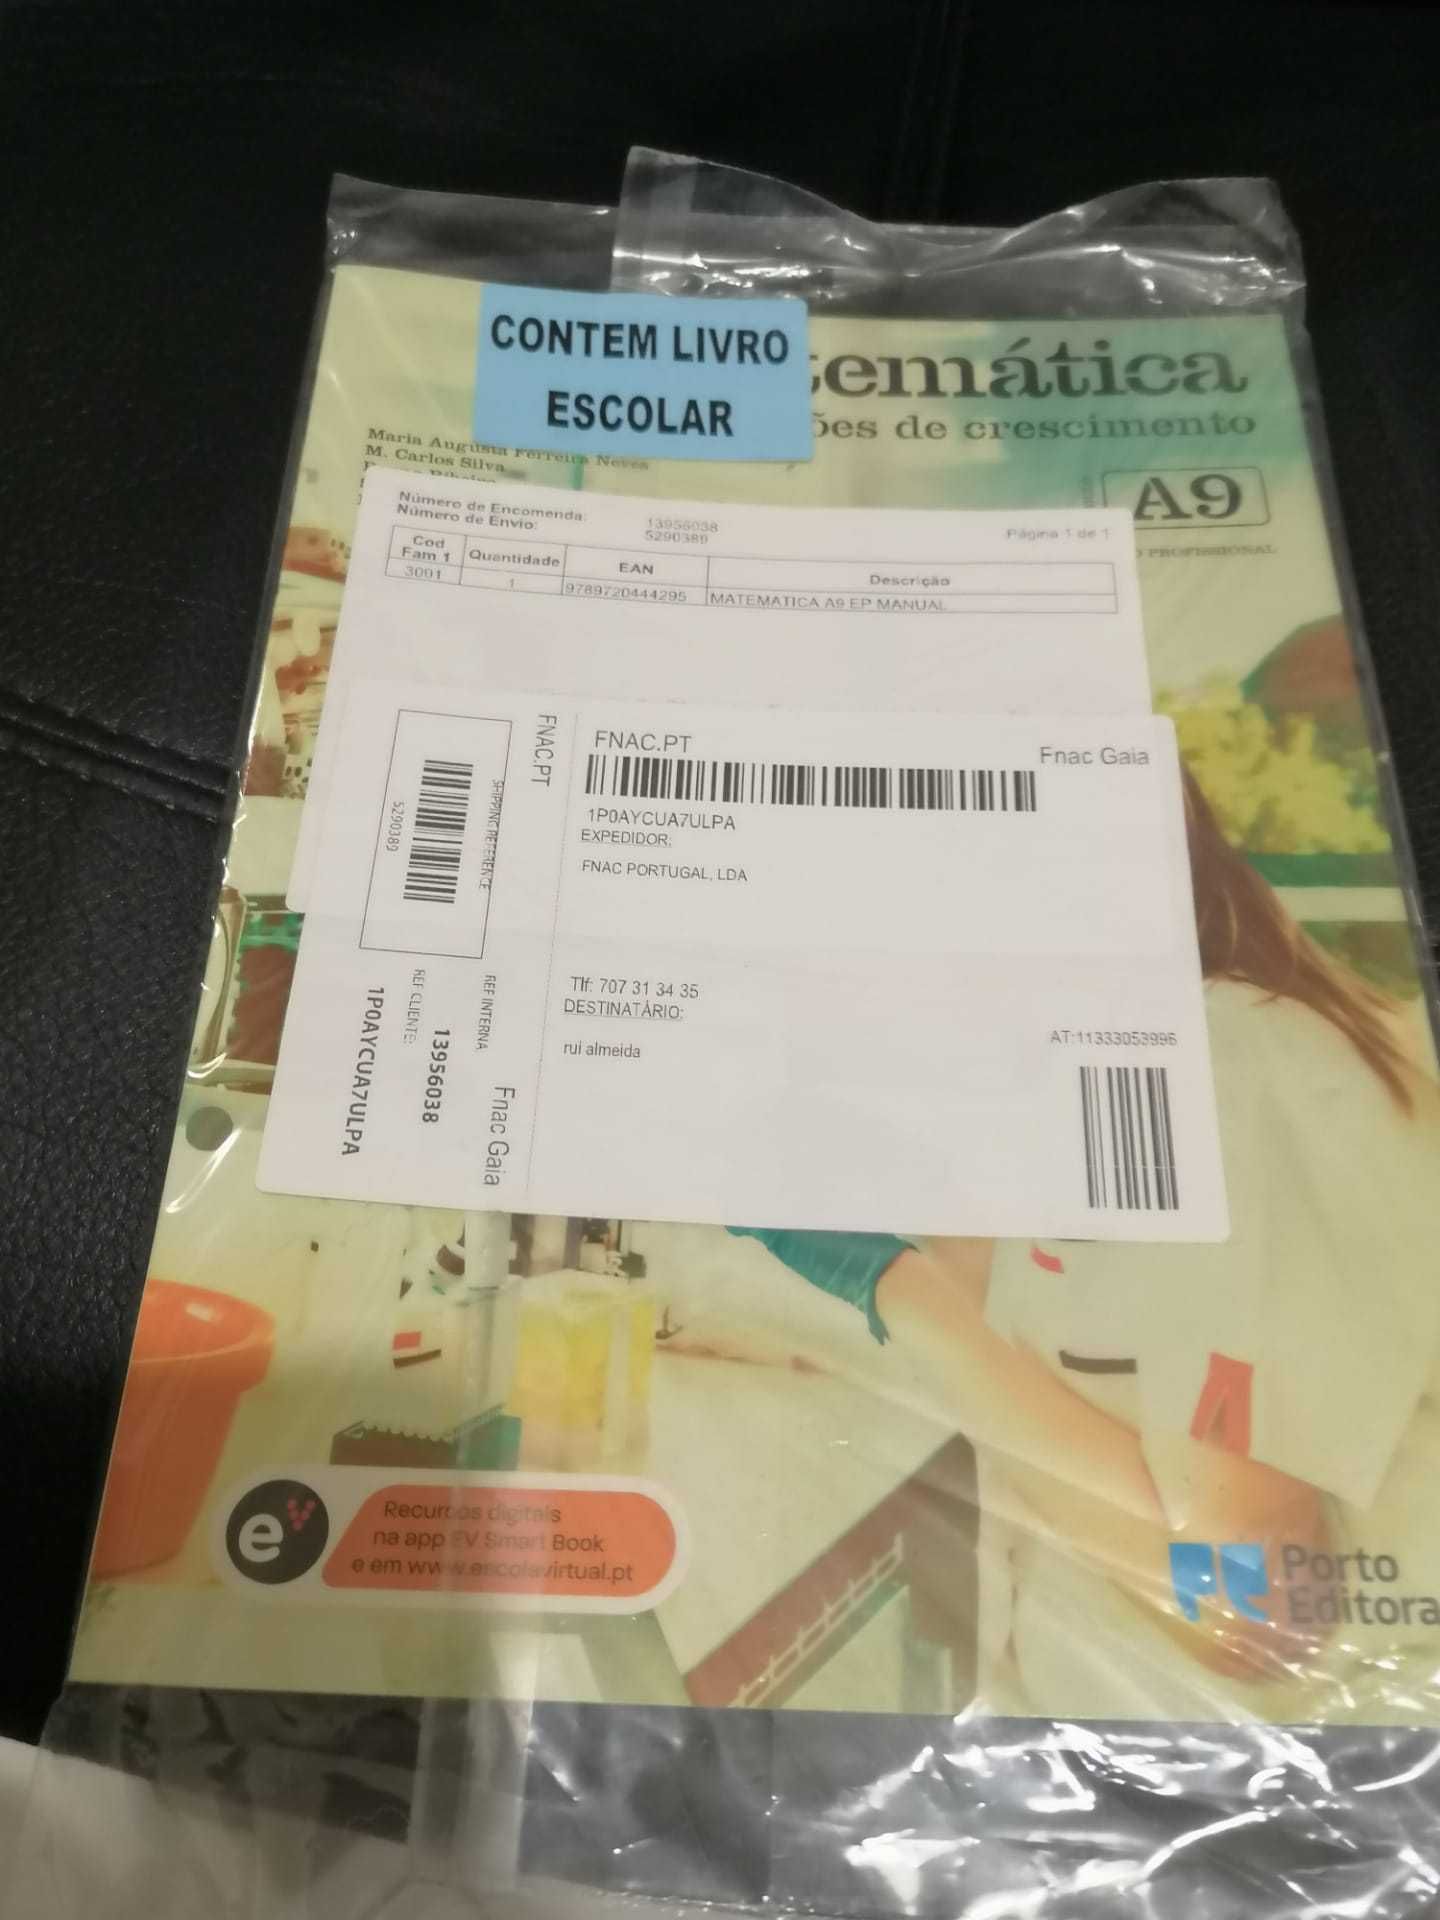 CONTEM LIVRO
ESCOLAR
temática
ões de crescimento
A9
O PROFISSIONAL
Maria Augusta Ferreira Neves
M. Carlos Silva
Número de Encomenda: 13956038
Número de Envio: 5290389
Página 1 de 1
Cod Fam 1 Quantidade EAN Descrição
3001 1 9789720444295 MATEMATICA A9 EP MANUAL
FNAC.PT
Fnac Gaia
1P0AYCUA7ULPA
EXPEDIDOR:
FNAC PORTUGAL, LDA
Tlf: 707 31 34 35
DESTINATÁRIO:
rui almeida
AT:11333053996
FNAC.PT
SHIPPING REFERENCE
5290389
REF INTERNA
Fnac Gaia
13956038
REF CLIENTE:
1P0AYCUA7ULPA
e
Recursos digitais
na app EV Smart Book
e em www.escolavirtual.pt
Porto
Editora